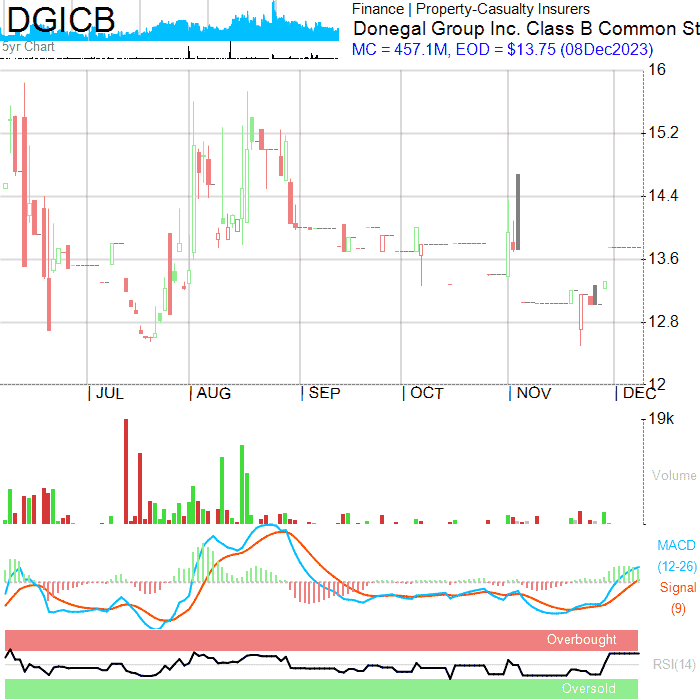 DGICB
5yr Chart
Finance | Property-Casualty Insurers
Donegal Group Inc. Class B Common St
MC = 457.1M, EOD = $13.75 (08Dec2023)
16
15.2
14.4
13.6
12.8
12
JUL AUG SEP OCT NOV DEC
19k
Volume
MACD
(12-26)
Signal
(9)
Overbought
RSI(14)
Oversold